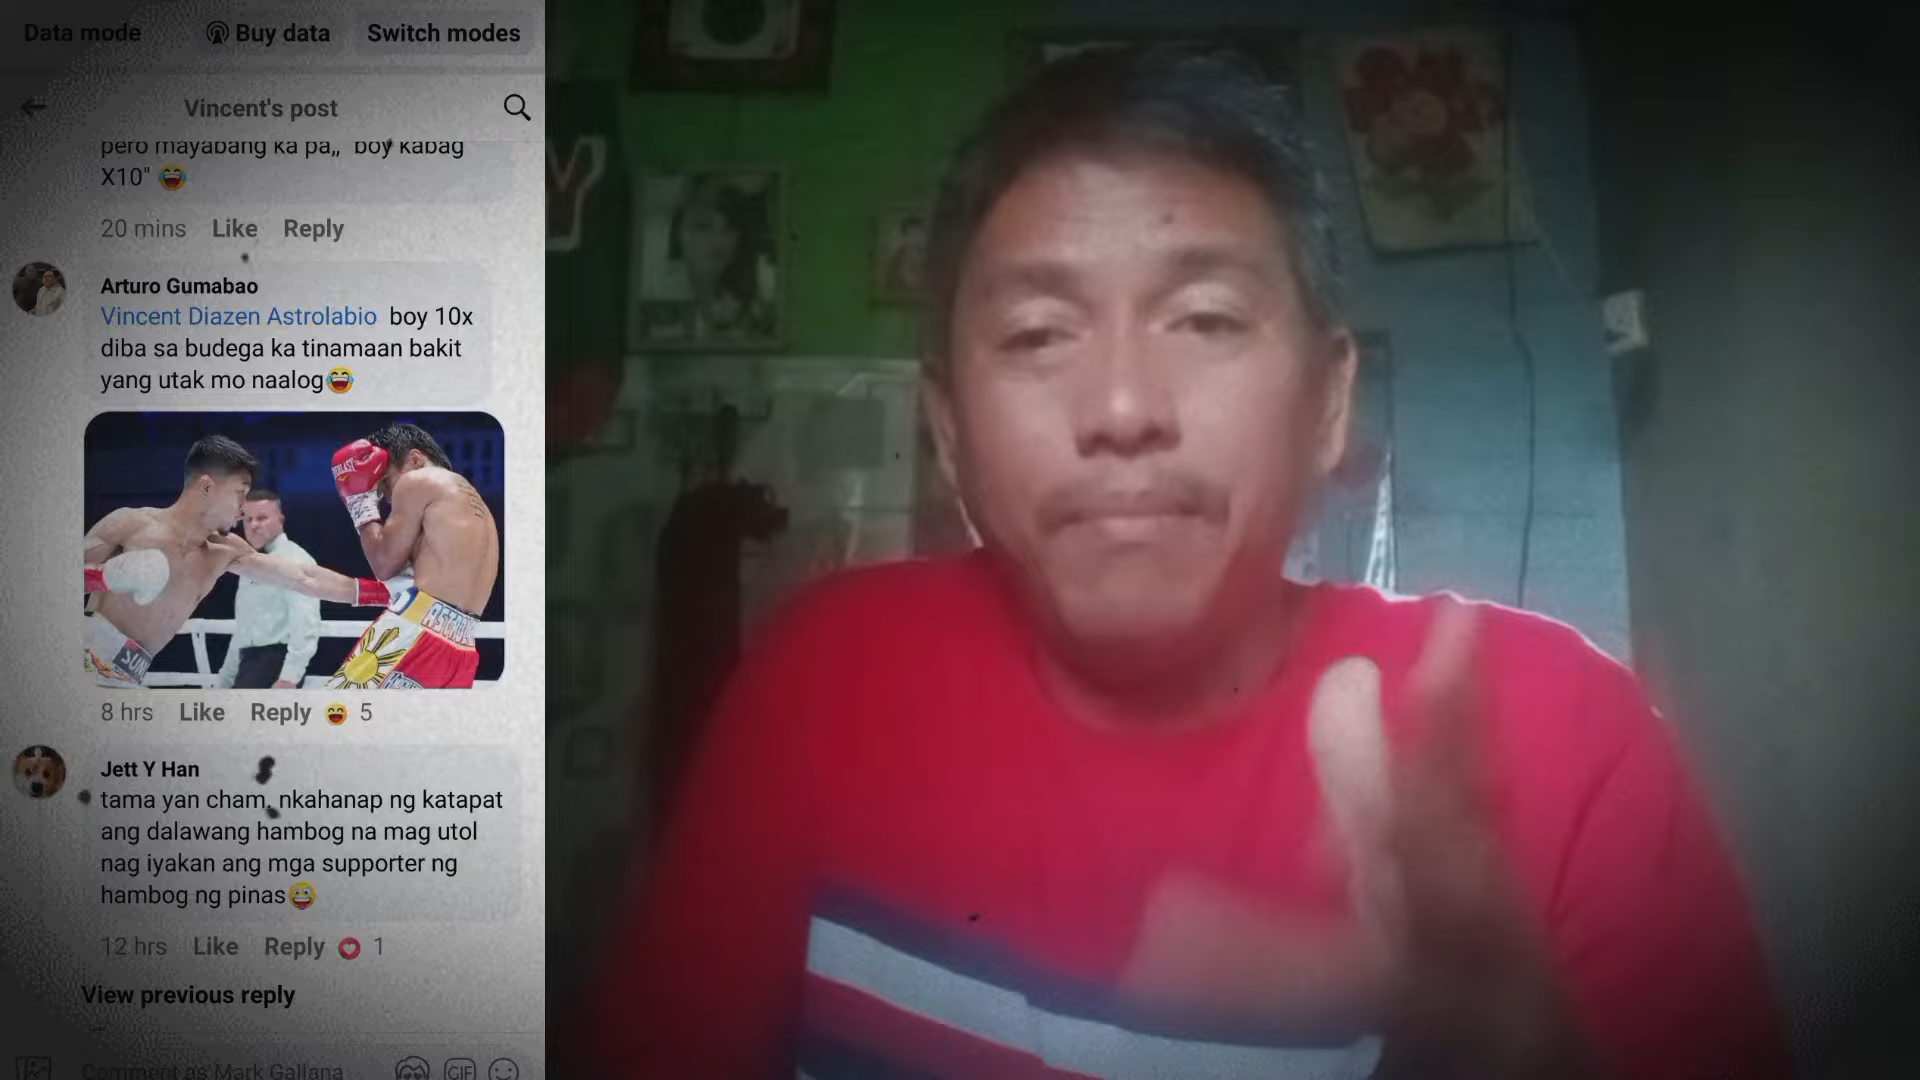 Data mode
Buy data
Switch modes
Vincent's post
pero mayabang ka pa,, "boy kabag
X10" 😂
20 mins Like Reply
Arturo Gumabao
Vincent Diazen Astrolabio boy 10x
diba sa budega ka tinamaan bakit
yang utak mo naalog😂
EVERLAST
SUN
8 hrs Like Reply 5
Jett Y Han
tama yan cham, nkahanap ng katapat
ang dalawang hambog na mag utol
nag iyakan ang mga supporter ng
hambog ng pinas😀
12 hrs Like Reply 1
View previous reply
Comment as Mark Galiana
GIF
Y